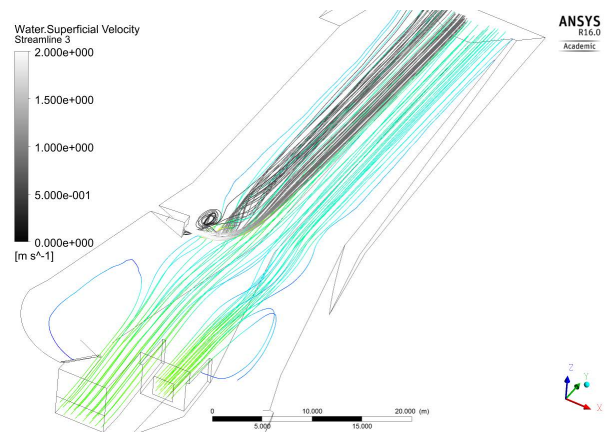 Water.Superficial Velocity
Streamline 3
2.000e+000
1.500e+000
1.000e+000
5.000e-001
0.000e+000
[m s^-1]
ANSYS
R16.0
Academic
0 10.000 20.000 (m)
5.000 15.000
Z
Y
X